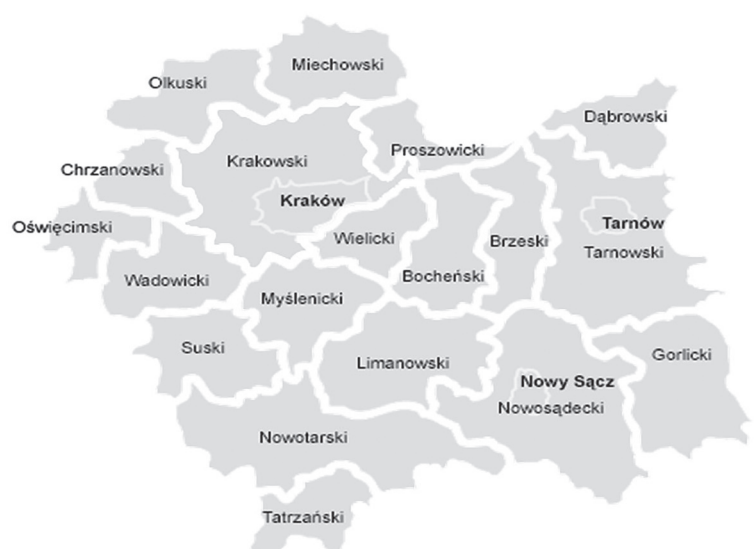 Miechowski
Olkuski
Dąbrowski
Proszowicki
Krakowski
Chrzanowski
Kraków
Tarnów
Oświęcimski
Wielicki
Brzeski
Tarnowski
Bocheński
Wadowicki
Myślenicki
Suski
Gorlicki
Limanowski
Nowy Sącz
Nowosądecki
Nowotarski
Tatrzański